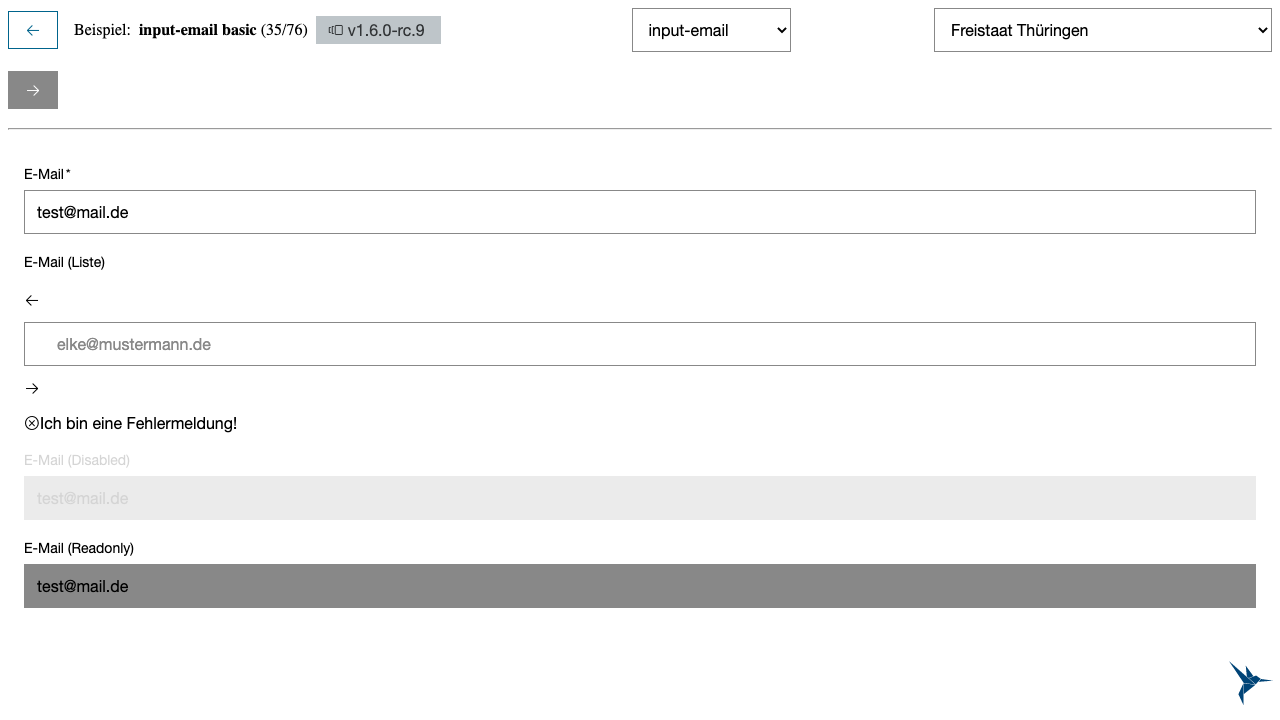 Beispiel: input-email basic (35/76) v1.6.0-rc.9 input-email Freistaat Thüringen
E-Mail*
test@mail.de
E-Mail (Liste)
elke@mustermann.de
Ich bin eine Fehlermeldung!
E-Mail (Disabled)
test@mail.de
E-Mail (Readonly)
test@mail.de